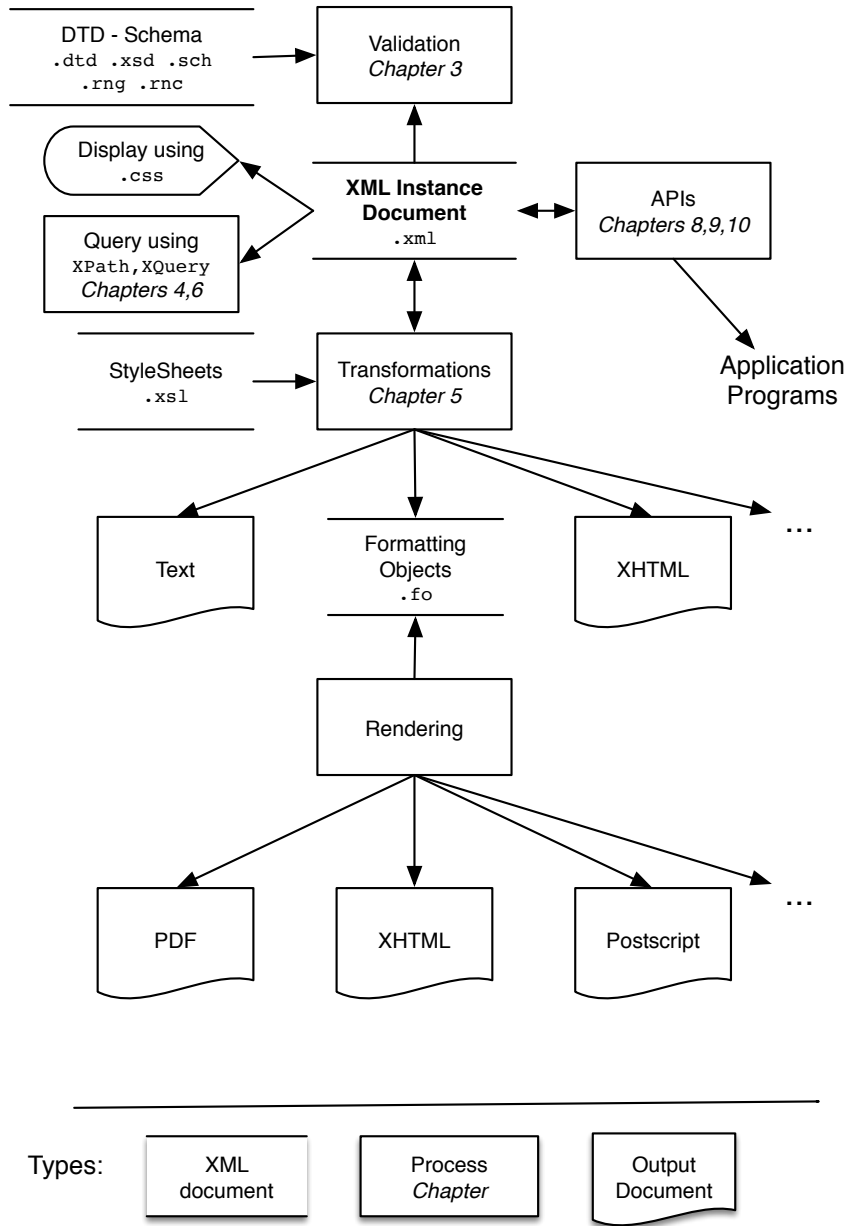 DTD - Schema
.dtd .xsd .sch
.rng .rnc
Validation
Chapter 3
Display using
.css
XML Instance
Document
.xml
APIs
Chapters 8,9,10
Query using
XPath,XQuery
Chapters 4,6
StyleSheets
.xsl
Transformations
Chapter 5
Application
Programs
Text
Formatting
Objects
.fo
XHTML
...
Rendering
PDF
XHTML
Postscript
...
Types:
XML
document
Process
Chapter
Output
Document